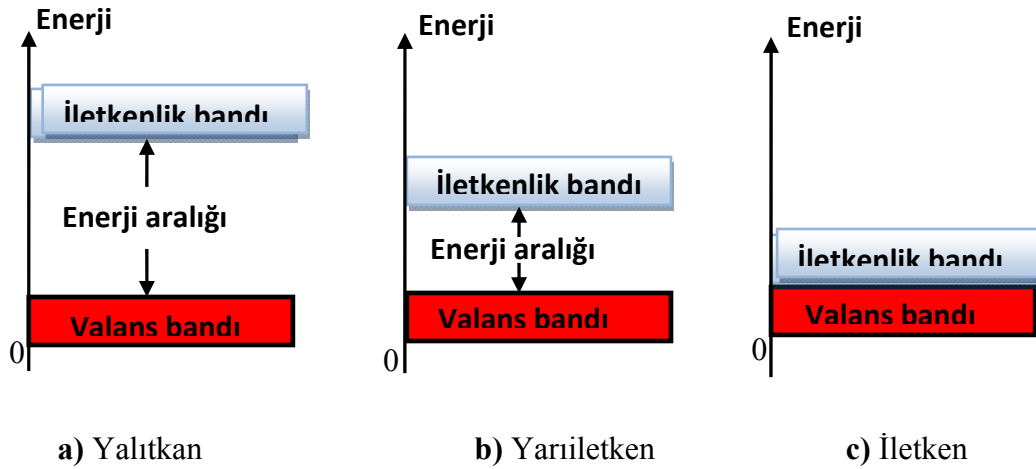 Enerji
İletkenlik bandı
Enerji aralığı
Valans bandı
0
a) Yalıtkan
Enerji
İletkenlik bandı
Enerji aralığı
Valans bandı
0
b) Yarıiletken
Enerji
İletkenlik bandı
Valans bandı
0
c) İletken